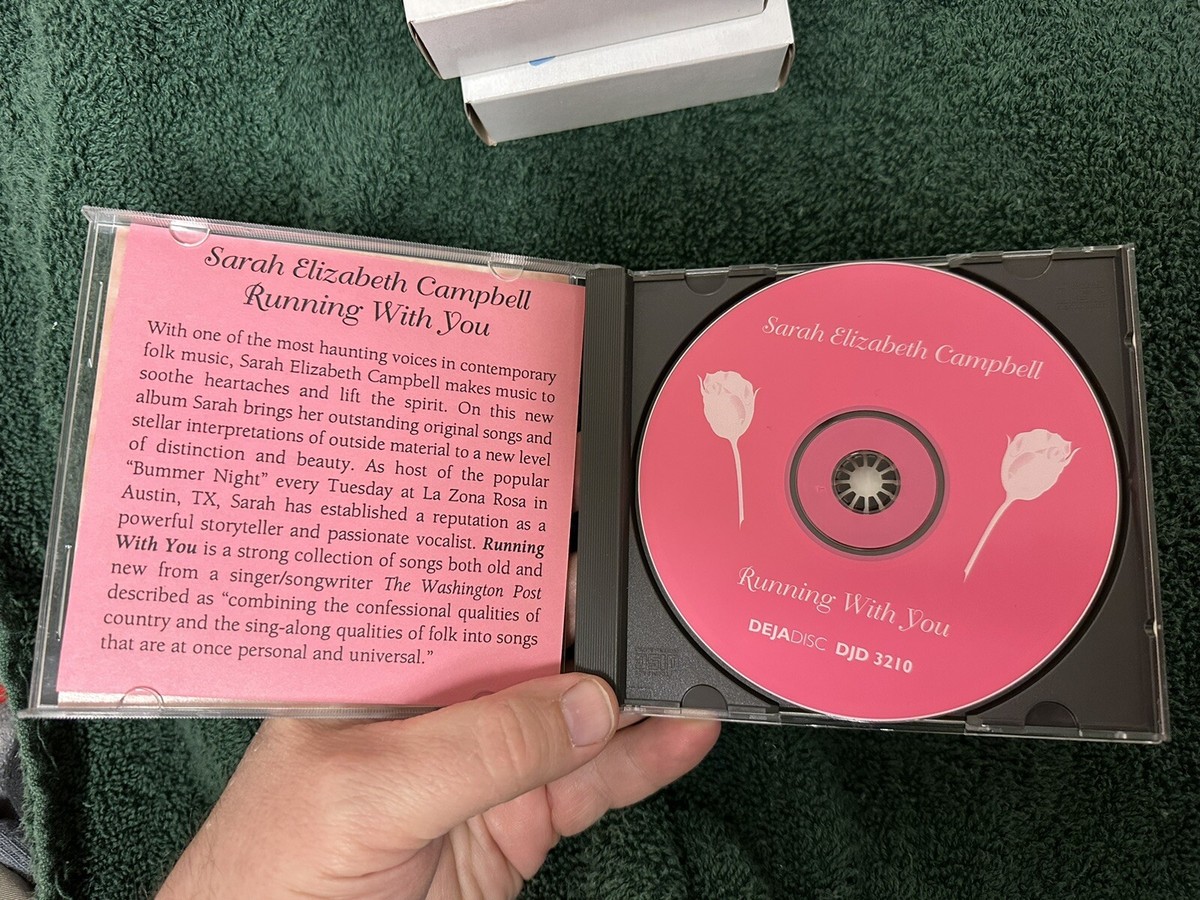 Sarah Elizabeth Campbell
Running With You
With one of the most haunting voices in contemporary
folk music, Sarah Elizabeth Campbell makes music to
soothe heartaches and lift the spirit. On this new
album Sarah brings her outstanding original songs and
stellar interpretations of outside material to a new level
of distinction and beauty. As host of the popular
“Bummer Night” every Tuesday at La Zona Rosa in
Austin, TX, Sarah has established a reputation as a
powerful storyteller and passionate vocalist. Running
With You is a strong collection of songs both old and
new from a singer/songwriter The Washington Post
described as “combining the confessional qualities of
country and the sing-along qualities of folk into songs
that are at once personal and universal.”
Sarah Elizabeth Campbell
Running With You
DEJADISC DJD 3210